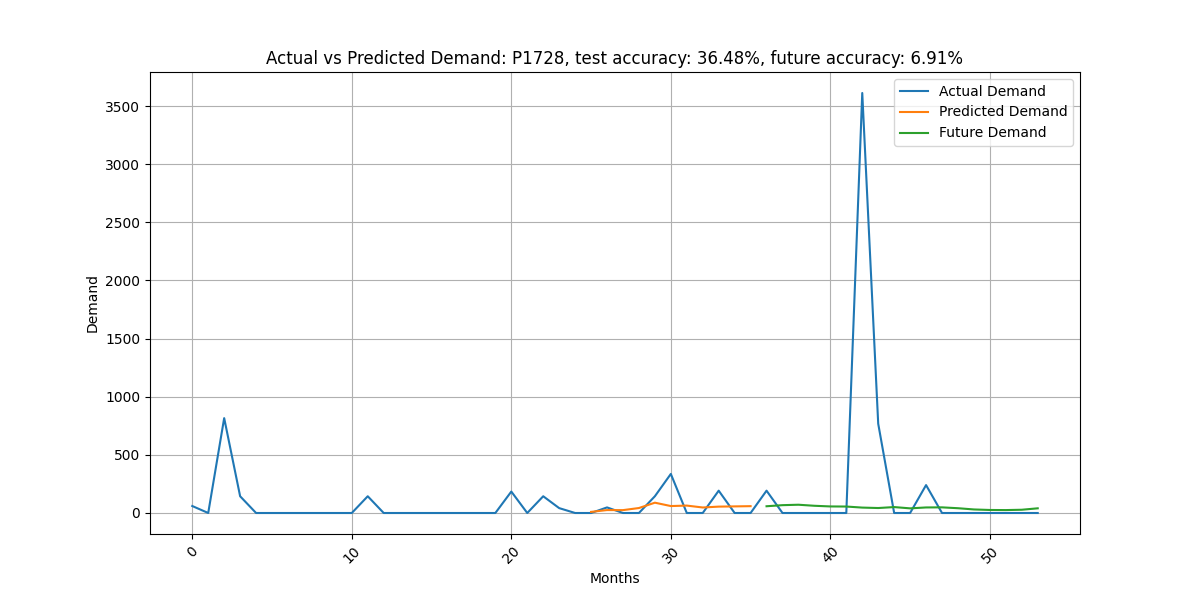 Actual vs Predicted Demand: P1728, test accuracy: 36.48%, future accuracy: 6.91%
Actual Demand
Predicted Demand
Future Demand
3500
3000
2500
2000
1500
1000
500
0
Demand
0
10
20
30
40
50
Months